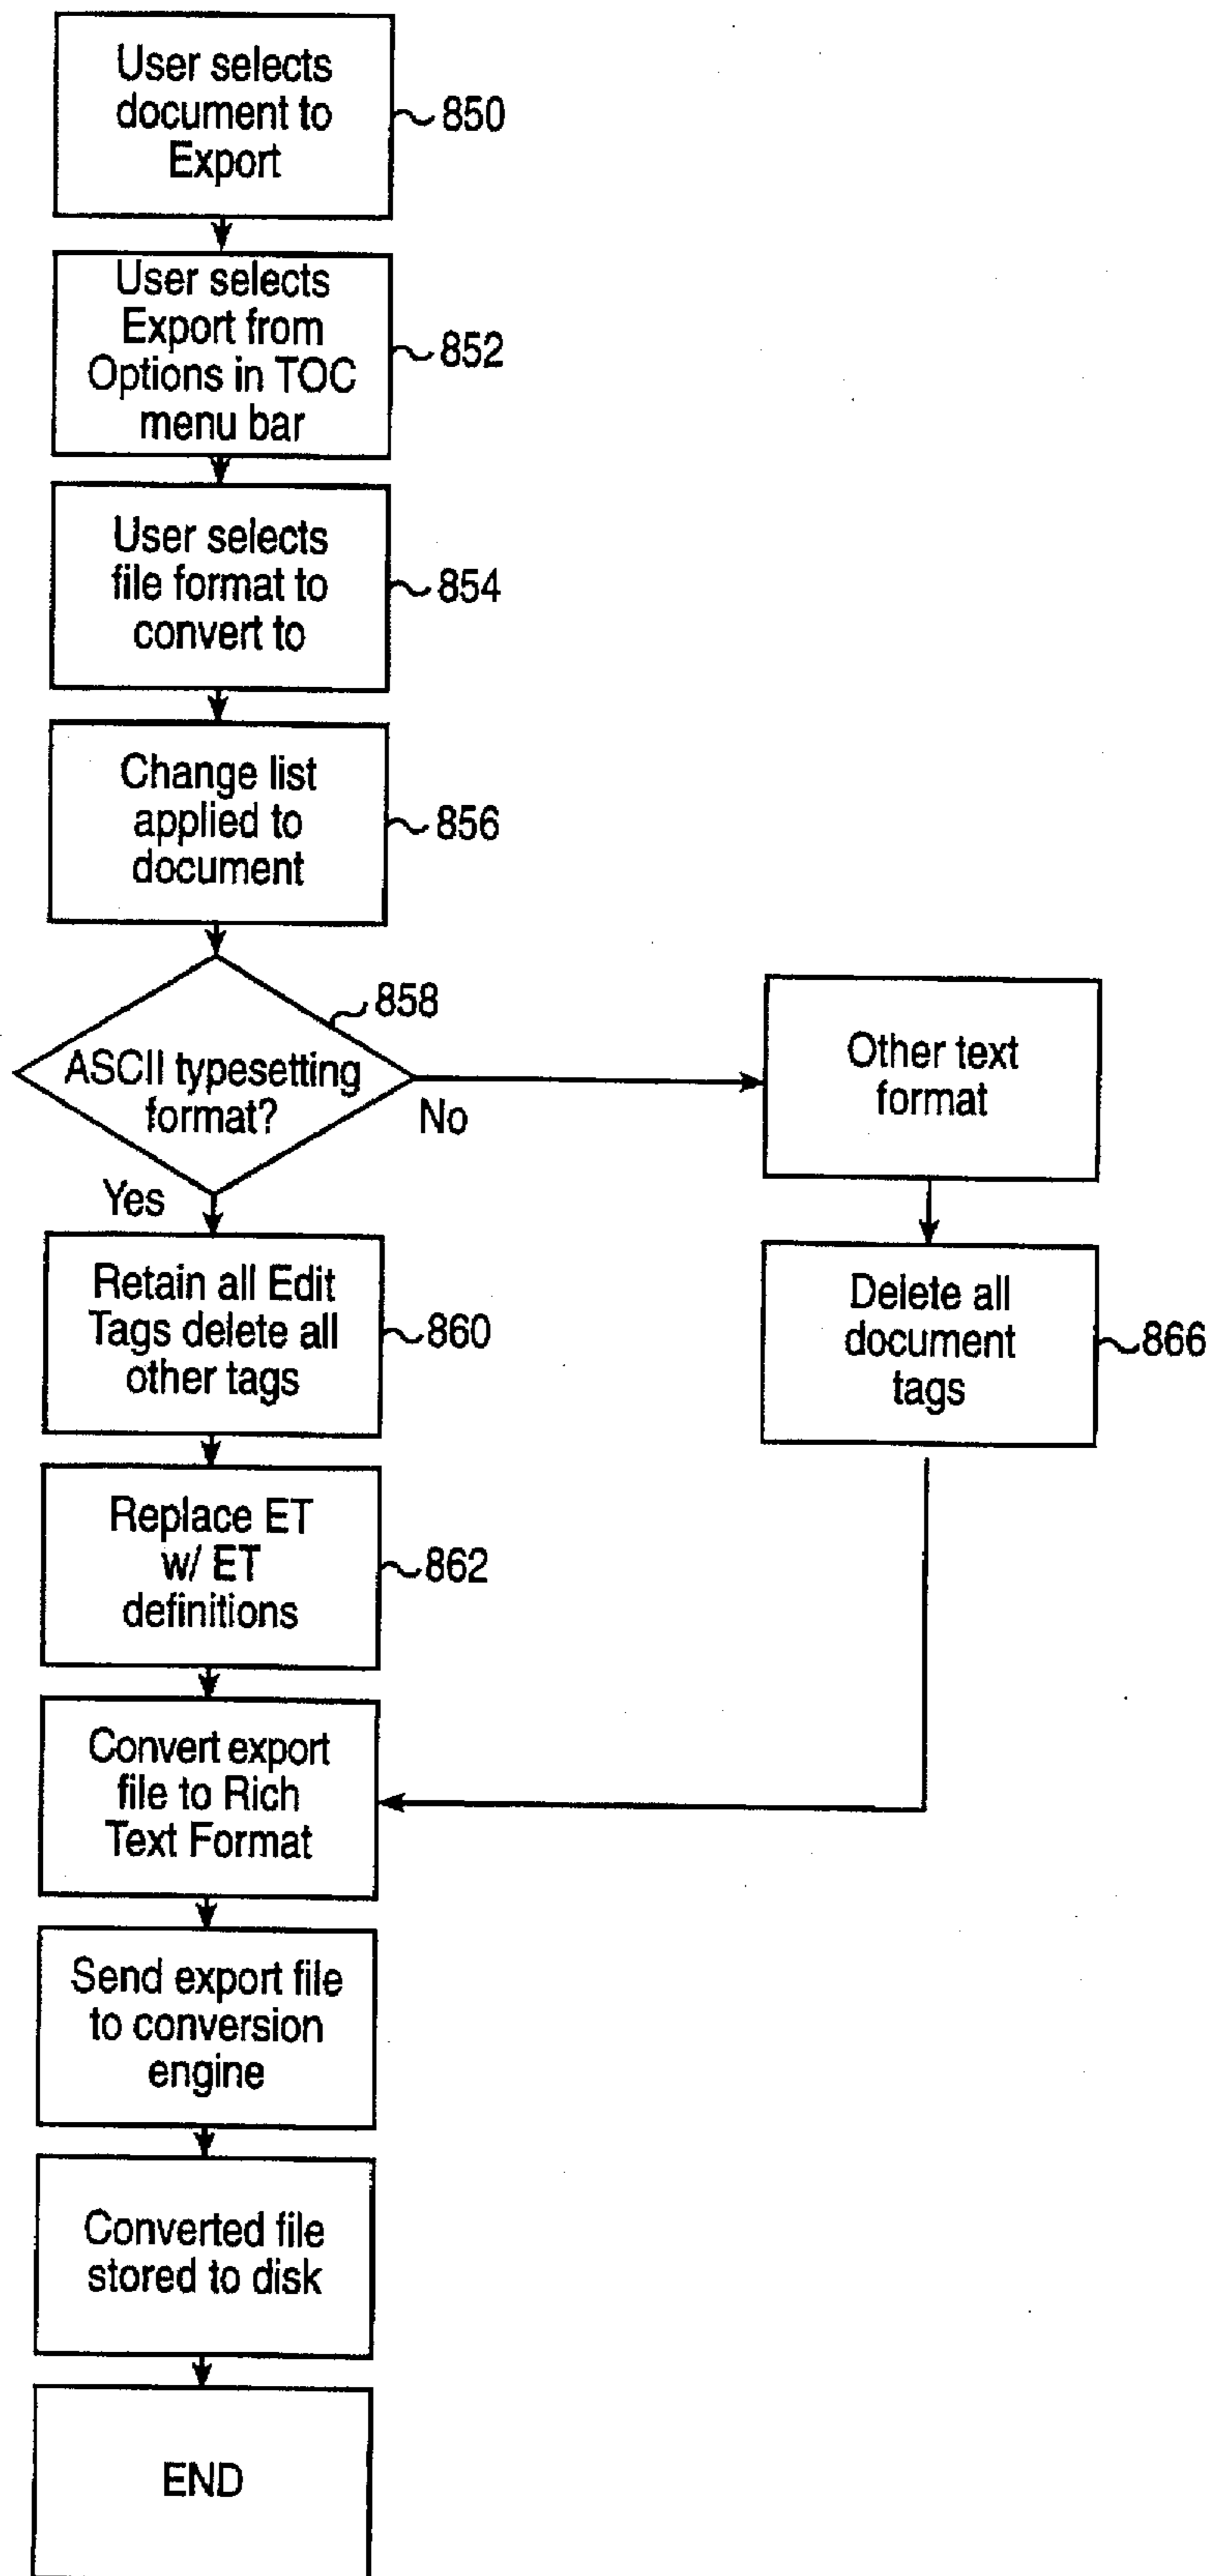 User selects
document to
Export
850
User selects
Export from
Options in TOC
menu bar
852
User selects
file format to
convert to
854
Change list
applied to
document
856
858
ASCII typesetting
format?
No
Yes
Other text
format
Retain all Edit
Tags delete all
other tags
860
Delete all
document
tags
866
Replace ET
w/ ET
definitions
862
Convert export
file to Rich
Text Format
Send export file
to conversion
engine
Converted file
stored to disk
END